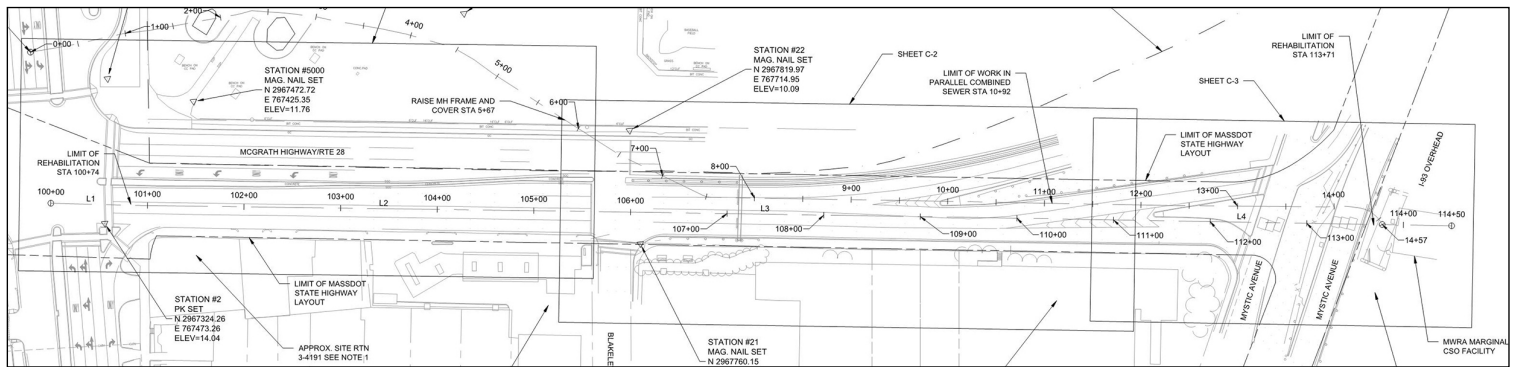 0+00
1+00
2+00
4+00
5+00
6+00
7+00
8+00
9+00
10+00
11+00
12+00
13+00
14+00
14+57
STATION #5000
MAG. NAIL SET
N 2967472.72
E 767425.35
ELEV=11.76
RAISE MH FRAME AND
COVER STA 5+67
STATION #22
MAG. NAIL SET
N 2967819.97
E 767714.95
ELEV=10.09
SHEET C-2
LIMIT OF WORK IN
PARALLEL COMBINED
SEWER STA 10+92
SHEET C-3
LIMIT OF
REHABILITATION
STA 113+71
LIMIT OF MASSDOT
STATE HIGHWAY
LAYOUT
I-93 OVERHEAD
MCGRATH HIGHWAY/RTE 28
LIMIT OF
REHABILITATION
STA 100+74
100+00
L1
101+00
102+00
103+00
L2
104+00
105+00
106+00
107+00
L3
108+00
109+00
110+00
111+00
L4
112+00
113+00
114+00
114+50
LIMIT OF MASSDOT
STATE HIGHWAY
LAYOUT
STATION #2
PK SET
N 2967324.26
E 767473.26
ELEV=14.04
APPROX. SITE RTN
3-4191 SEE NOTE 1
BLAKELE
STATION #21
MAG. NAIL SET
N 2967760.15
MYSTIC AVENUE
MYSTIC AVENUE
MWRA MARGINAL
CSO FACILITY